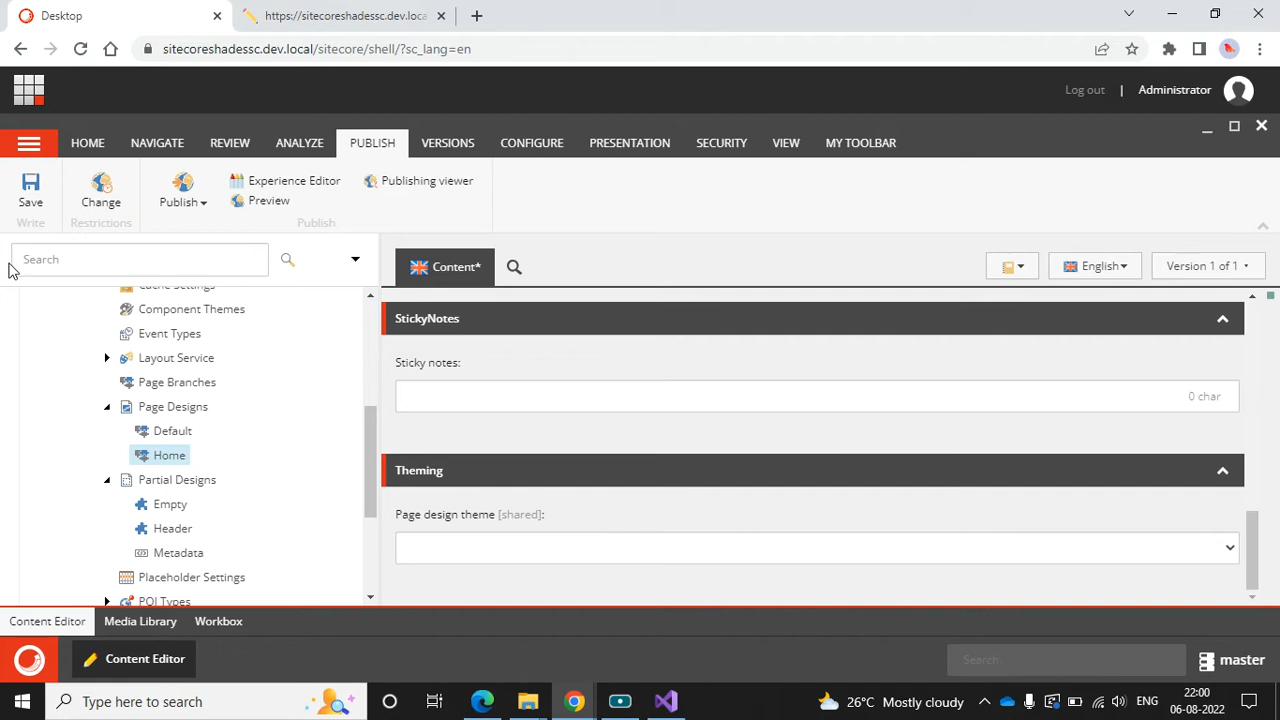 Desktop
https://sitecoreshadessc.dev.local
sitecoreshadessc.dev.local/sitecore/shell/?sc_lang=en
Log out | Administrator
HOME NAVIGATE REVIEW ANALYZE PUBLISH VERSIONS CONFIGURE PRESENTATION SECURITY VIEW MY TOOLBAR
Save Change Publish Experience Editor Publishing viewer
Preview
Write Restrictions Publish
Search Content* English Version 1 of 1
Cache Settings
Component Themes
Event Types
Layout Service
Page Branches
Page Designs
Default
Home
Partial Designs
Empty
Header
Metadata
Placeholder Settings
POI Types
StickyNotes
Sticky notes:
0 char
Theming
Page design theme [shared]:
Content Editor Media Library Workbox
Content Editor Search master
Type here to search 26°C Mostly cloudy ENG 22:00
06-08-2022